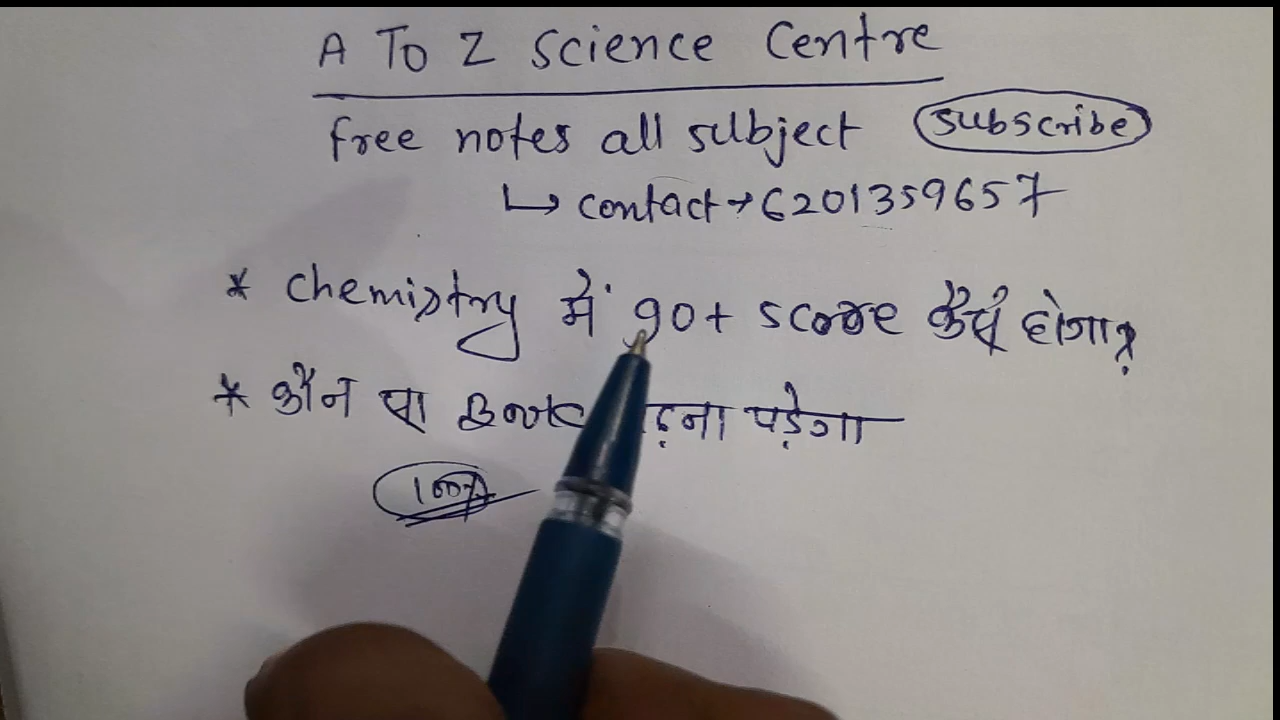 A TO Z Science Centre
free notes all subject subscribe
↳ contact → 6201359657
* Chemistry में 90+ score कैसे होगा?
* कौन सा Book पढ़ना पड़ेगा
100%